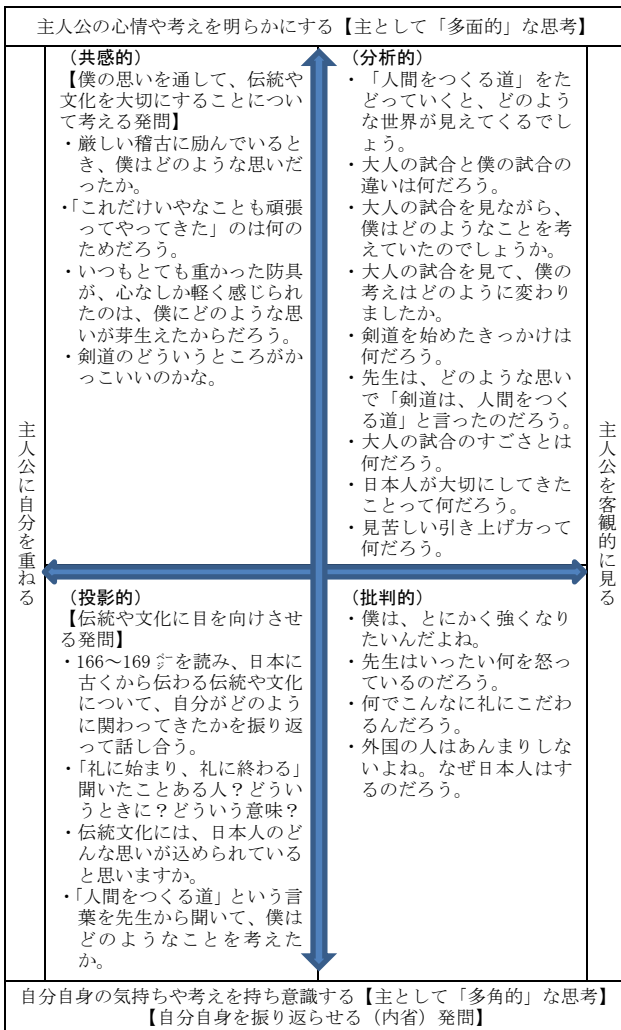 主人公の心情や考えを明らかにする【主として「多面的」な思考】
主人公に自分を重ねる
(共感的)
【僕の思いを通して、伝統や
文化を大切にすることについ
て考える発問】
・厳しい稽古に励んでいると
き、僕はどのような思いだ
ったか。
・「これだけいやなことも頑張
ってやってきた」のは何の
ためだろう。
・いつもとても重かった防具
が、心なしか軽く感じられ
たのは、僕にどのような思
いが芽生えたからだろう。
・剣道のどういうところがか
っこいいのかな。
(分析的)
・「人間をつくる道」をた
どっていくと、どのよう
な世界が見えてくるでし
ょう。
・大人の試合と僕の試合の
違いは何だろう。
・大人の試合を見ながら、
僕はどのようなことを考
えていたのでしょうか。
・大人の試合を見て、僕の
考えはどのように変わり
ましたか。
・剣道を始めたきっかけは
何だろう。
・先生は、どのような思い
で「剣道は、人間をつく
る道」と言ったのだろう。
・大人の試合のすごさとは
何だろう。
・日本人が大切にしてきた
ことって何だろう。
・見苦しい引き上げ方って
何だろう。
主人公を客観的に見る
(投影的)
【伝統や文化に目を向けさせ
る発問】
・166～169㌻を読み、日本に
古くから伝わる伝統や文化
について、自分がどのよう
に関わってきたかを振り返
って話し合う。
・「礼に始まり、礼に終わる」
聞いたことある人？どうい
うときに？どういう意味？
・伝統文化には、日本人のど
んな思いが込められている
と思いますか。
・「人間をつくる道」という言
葉を先生から聞いて、僕は
どのようなことを考えた
か。
(批判的)
・僕は、とにかく強くなり
たいんだよね。
・先生はいったい何を怒っ
ているのだろう。
・何でこんなに礼にこだわ
るんだろう。
・外国の人はあんまりしな
いよね。なぜ日本人はす
るのだろう。
自分自身の気持ちや考えを持ち意識する【主として「多角的」な思考】
【自分自身を振り返らせる（内省）発問】